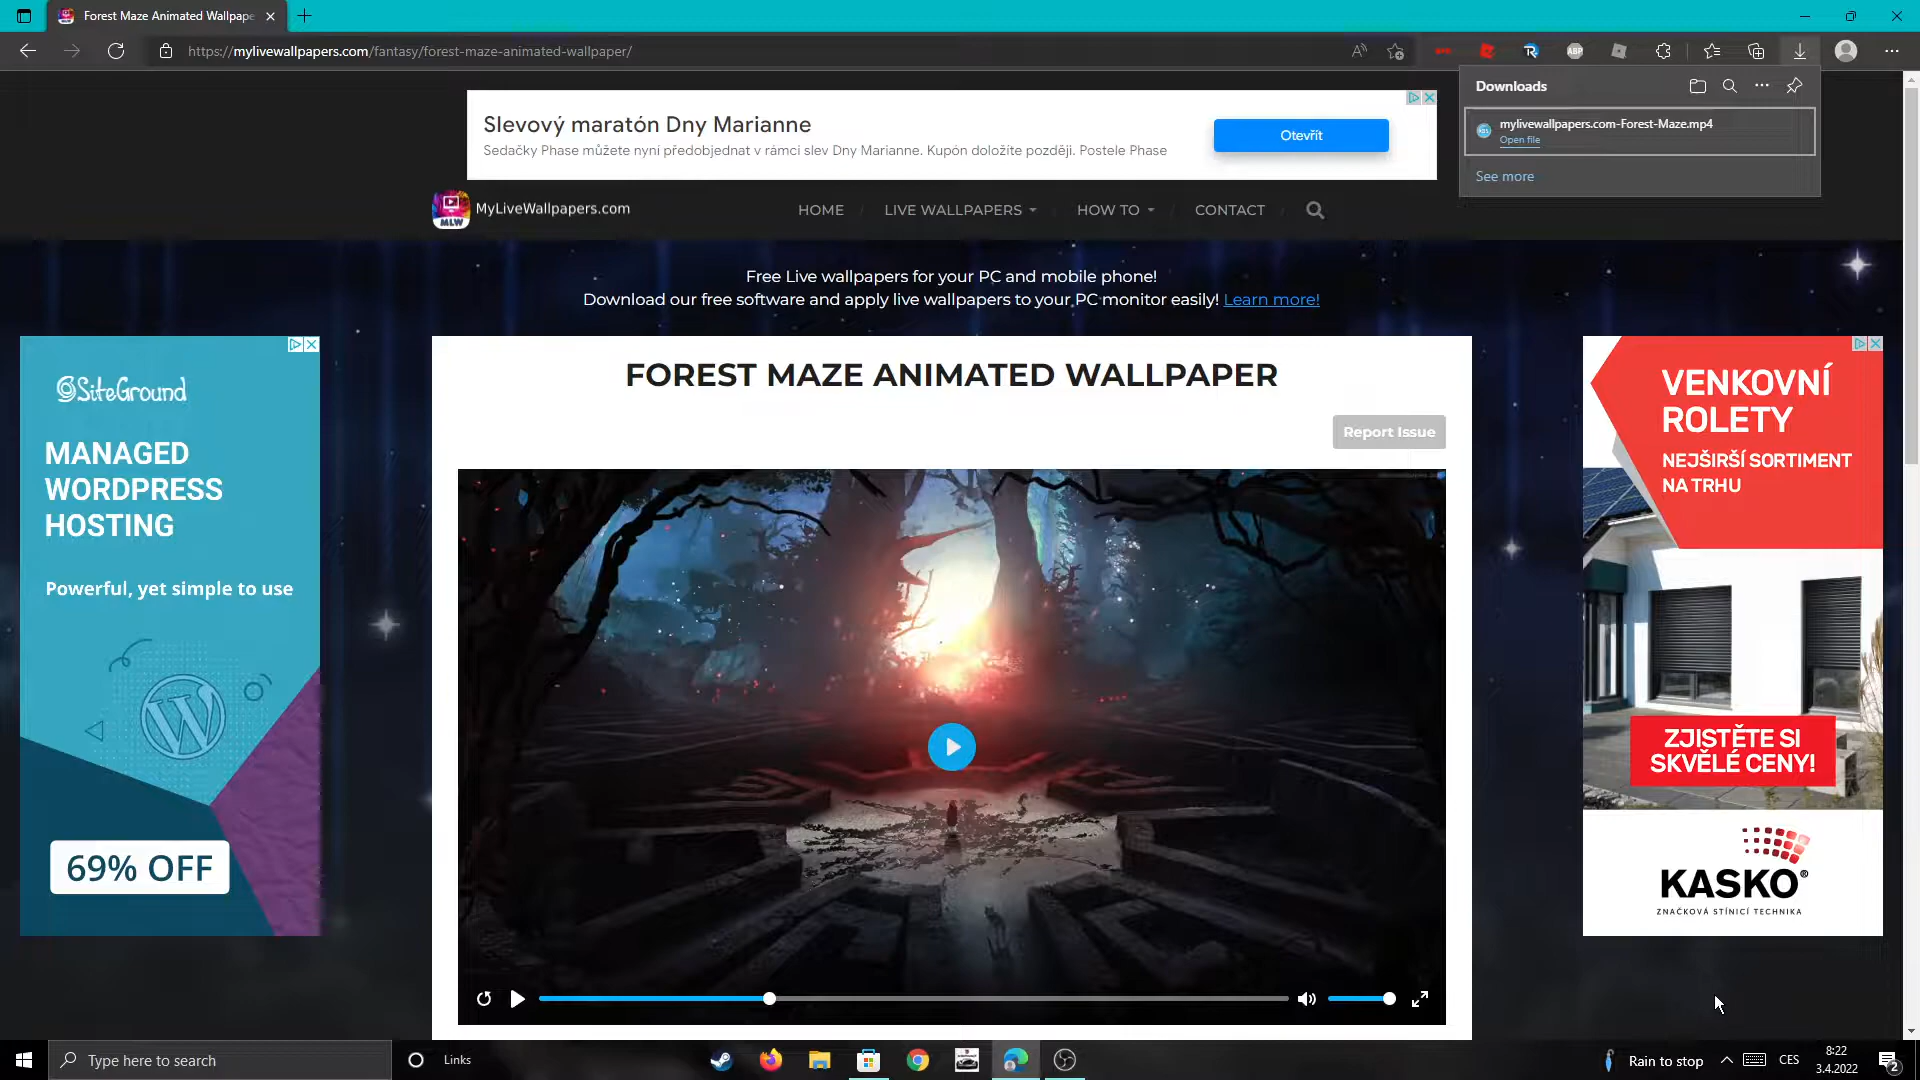 Forest Maze Animated Wallpape
https://mylivewallpapers.com/fantasy/forest-maze-animated-wallpaper/
ABP
Downloads
mylivewallpapers.com-Forest-Maze.mp4
Open file
See more
Slevový maratón Dny Marianne
Sedačky Phase můžete nyní předobjednat v rámci slev Dny Marianne. Kupón doložíte později. Postele Phase
Otevřít
MLW
MyLiveWallpapers.com
HOME
LIVE WALLPAPERS
HOW TO
CONTACT
Free Live wallpapers for your PC and mobile phone!
Download our free software and apply live wallpapers to your PC monitor easily! Learn more!
SiteGround
MANAGED
WORDPRESS
HOSTING
Powerful, yet simple to use
69% OFF
FOREST MAZE ANIMATED WALLPAPER
Report Issue
VENKOVNÍ
ROLETY
NEJŠIRŠÍ SORTIMENT
NA TRHU
ZJISTĚTE SI
SKVĚLÉ CENY!
KASKO®
ZNAČKOVÁ STÍNICÍ TECHNIKA
Type here to search
Links
Rain to stop
CES
8:22
3.4.2022
2